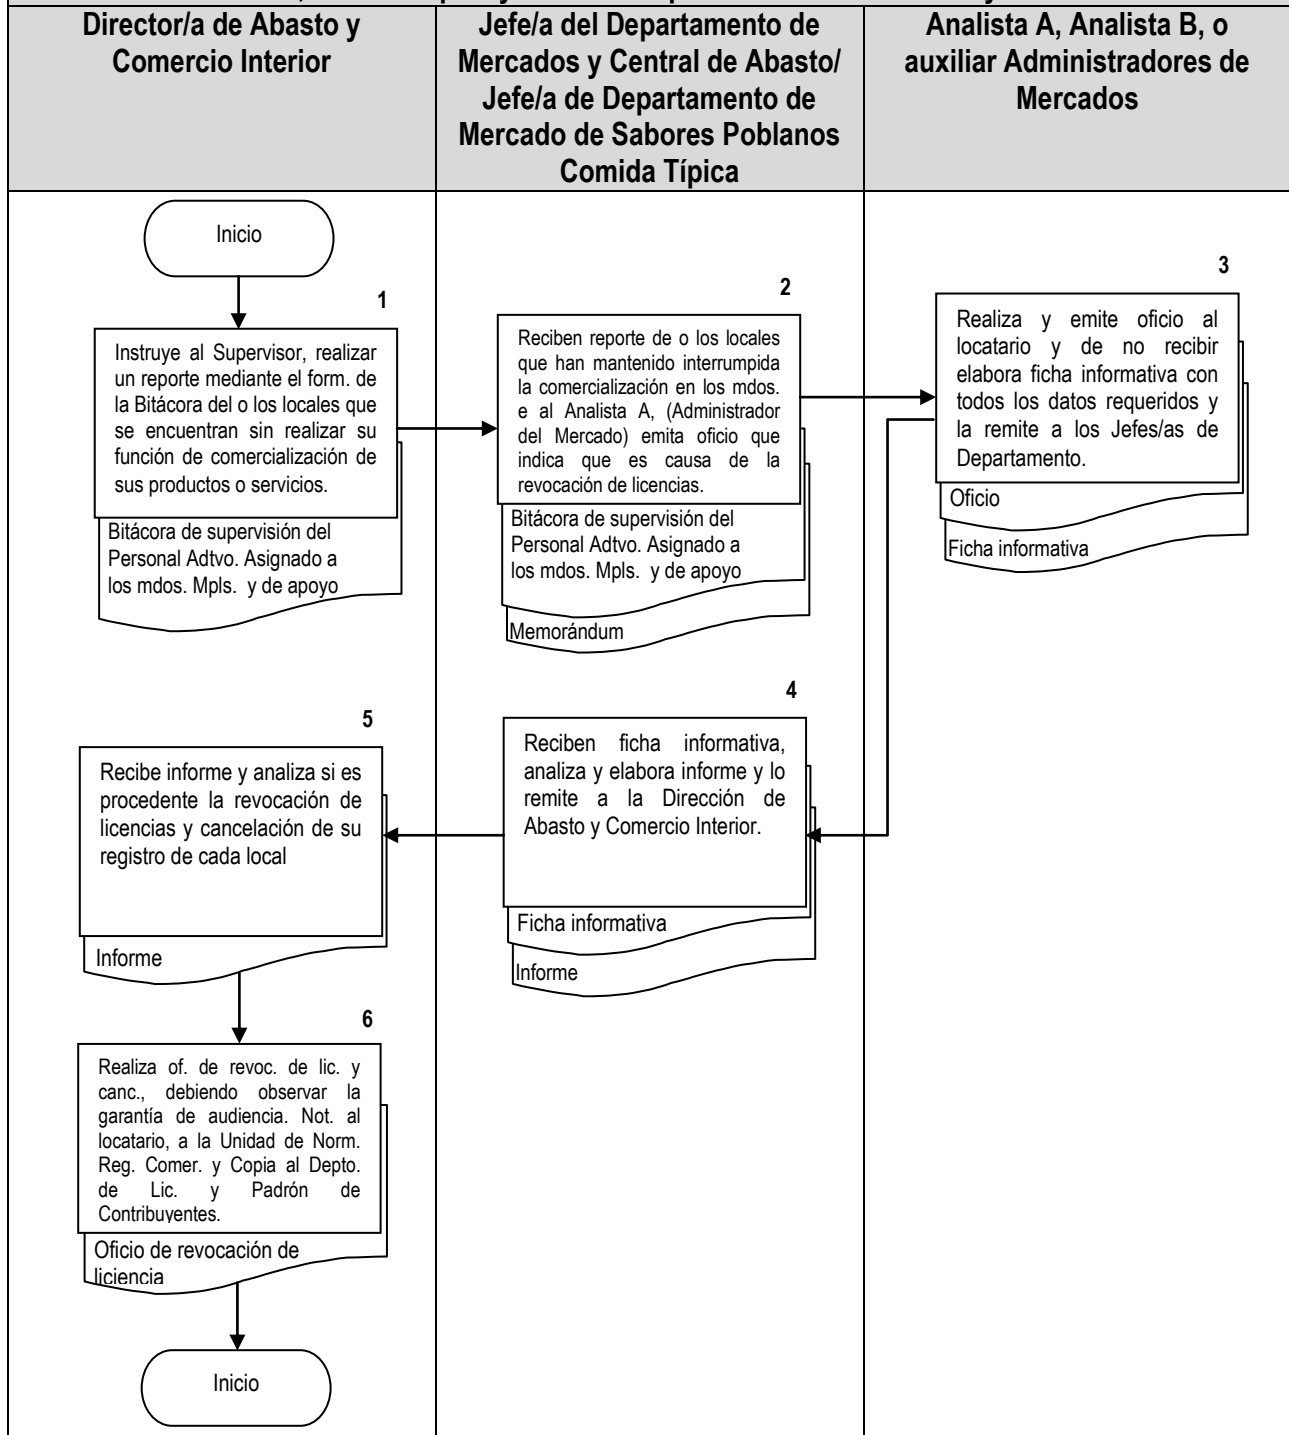 Director/a de Abasto y
Comercio Interior
Jefe/a del Departamento de
Mercados y Central de Abasto/
Jefe/a de Departamento de
Mercado de Sabores Poblanos
Comida Típica
Analista A, Analista B, o
auxiliar Administradores de
Mercados
Inicio
1
Instruye al Supervisor, realizar
un reporte mediante el form. de
la Bitácora del o los locales que
se encuentran sin realizar su
función de comercialización de
sus productos o servicios.
Bitácora de supervisión del
Personal Adtvo. Asignado a
los mdos. Mpls. y de apoyo
2
Reciben reporte de o los locales
que han mantenido interrumpida
la comercialización en los mdos.
e al Analista A, (Administrador
del Mercado) emita oficio que
indica que es causa de la
revocación de licencias.
Bitácora de supervisión del
Personal Adtvo. Asignado a
los mdos. Mpls. y de apoyo
Memorándum
3
Realiza y emite oficio al
locatario y de no recibir
elabora ficha informativa con
todos los datos requeridos y
la remite a los Jefes/as de
Departamento.
Oficio
Ficha informativa
4
Reciben ficha informativa,
analiza y elabora informe y lo
remite a la Dirección de
Abasto y Comercio Interior.
Ficha informativa
Informe
5
Recibe informe y analiza si es
procedente la revocación de
licencias y cancelación de su
registro de cada local
Informe
6
Realiza of. de revoc. de lic. y
canc., debiendo observar la
garantía de audiencia. Not. al
locatario, a la Unidad de Norm.
Reg. Comer. y Copia al Depto.
de Lic. y Padrón de
Contribuyentes.
Oficio de revocación de
liciencia
Inicio